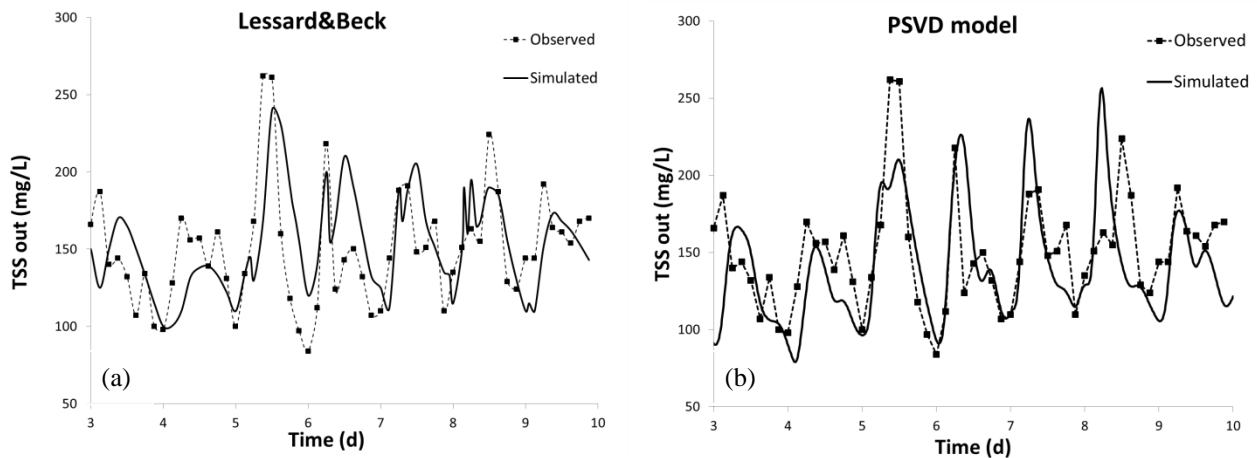 Lessard&Beck
300
250
200
150
100
50
TSS out (mg/L)
Observed
Simulated
(a)
3 4 5 6 7 8 9 10
Time (d)
PSVD model
300
250
200
150
100
50
TSS out (mg/L)
Observed
Simulated
(b)
3 4 5 6 7 8 9 10
Time (d)